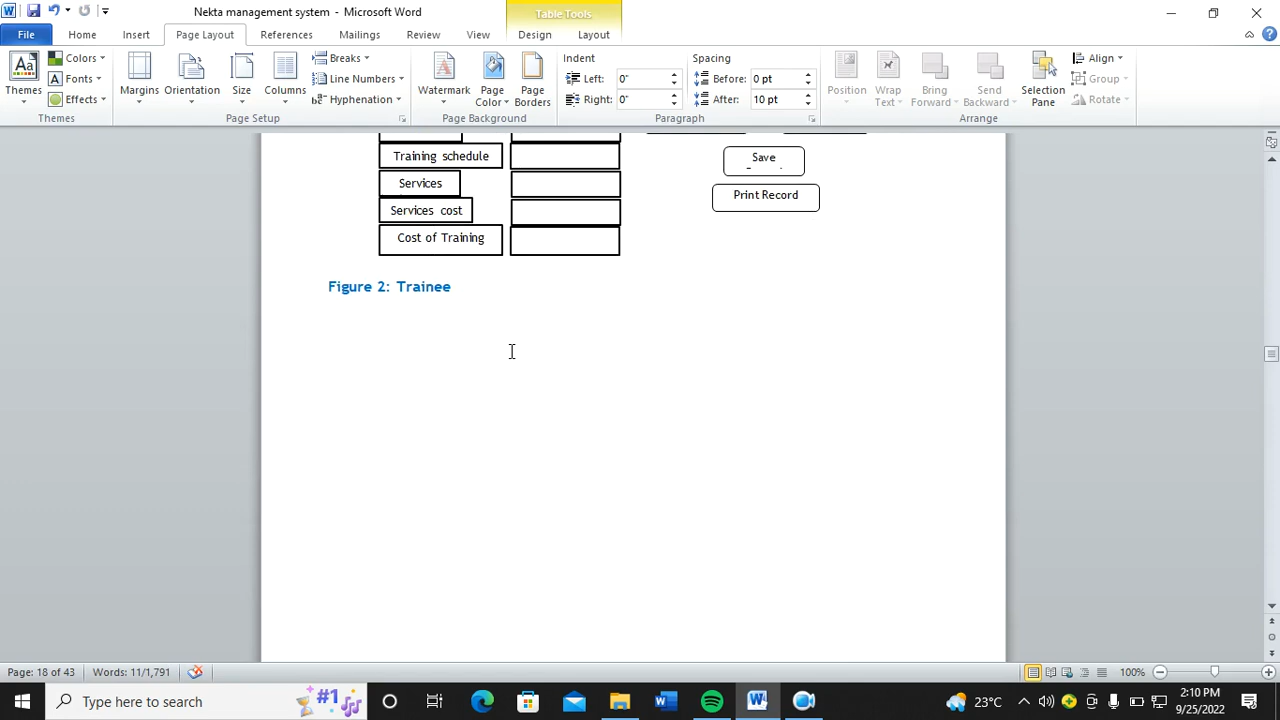 Nekta management system - Microsoft Word
Table Tools
File Home Insert Page Layout References Mailings Review View Design Layout
Themes
Colors
Fonts
Effects
Themes
Margins
Orientation
Size
Columns
Breaks
Line Numbers
Hyphenation
Page Setup
Watermark
Page Color
Page Borders
Page Background
Indent
Left: 0"
Right: 0"
Spacing
Before: 0 pt
After: 10 pt
Paragraph
Position
Wrap Text
Bring Forward
Send Backward
Selection Pane
Align
Group
Rotate
Arrange
Training schedule
Services
Services cost
Cost of Training
Save
Print Record
Figure 2: Trainee
Page: 18 of 43 Words: 11/1,791 100%
Type here to search
#1
23°C
2:10 PM
9/25/2022